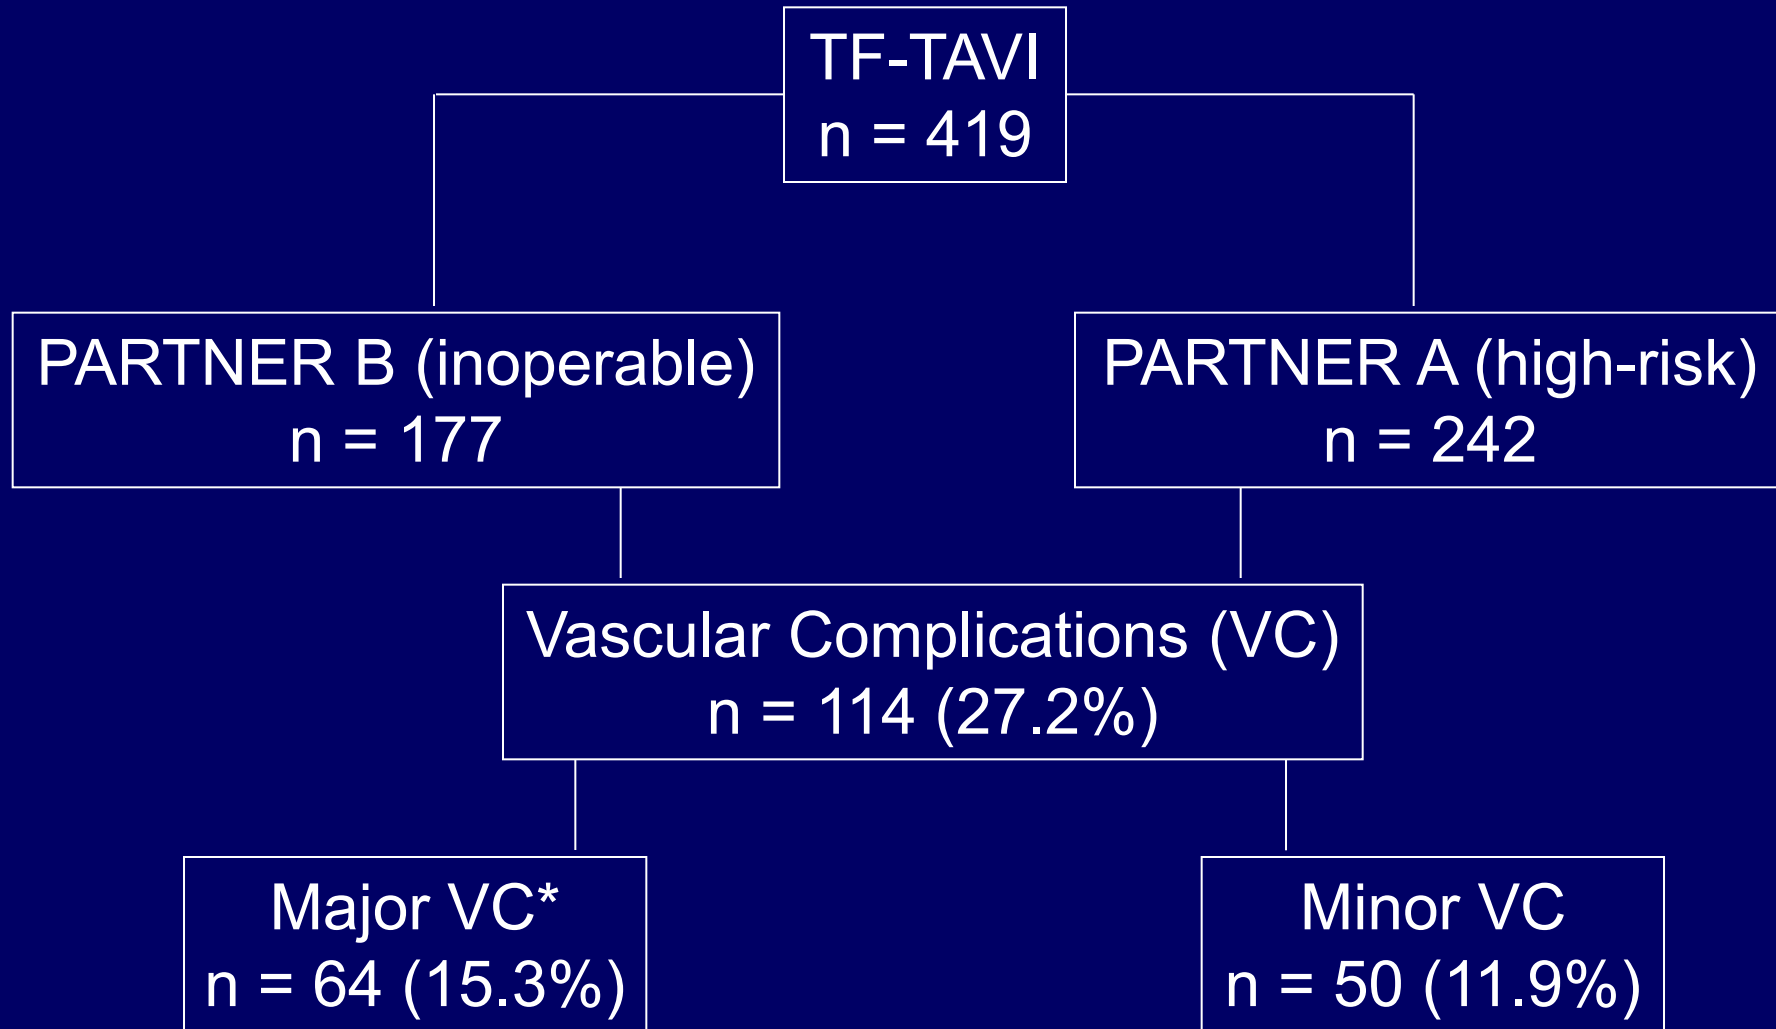 TF-TAVI
n = 419
PARTNER B (inoperable)
n = 177
PARTNER A (high-risk)
n = 242
Vascular Complications (VC)
n = 114 (27.2%)
Major VC*
n = 64 (15.3%)
Minor VC
n = 50 (11.9%)